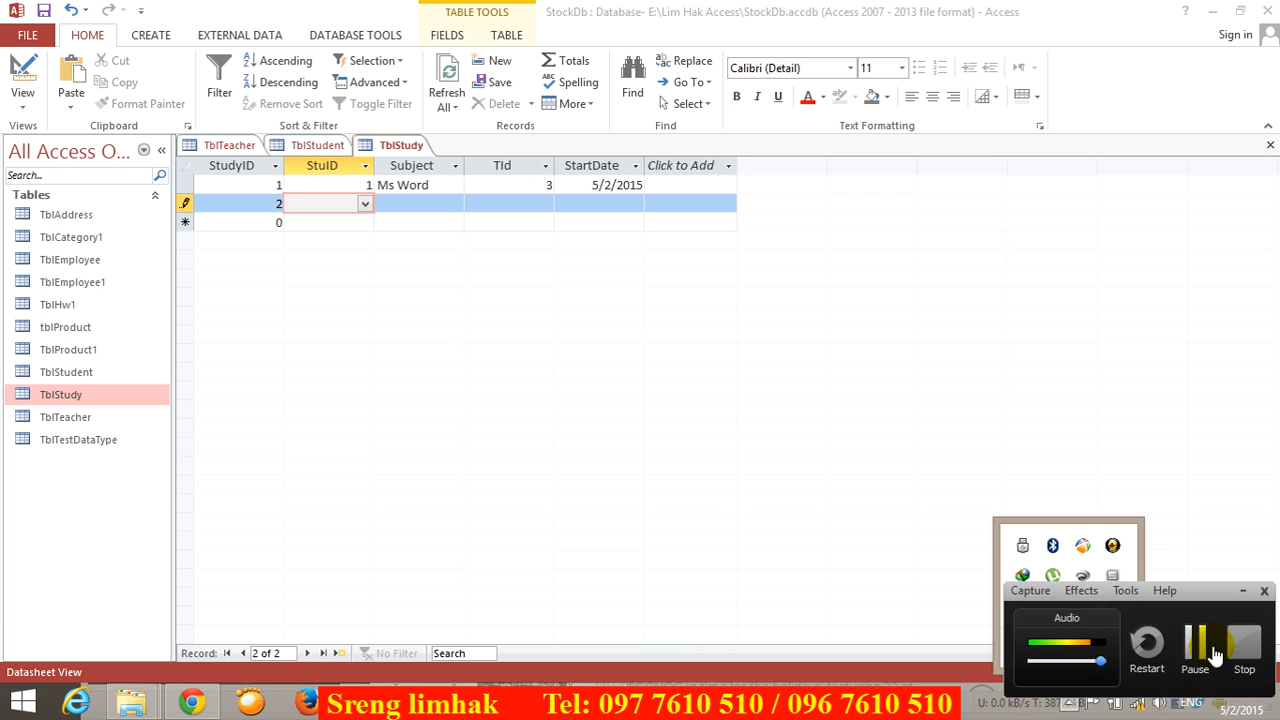 TABLE TOOLS
StockDb : Database- E:\Lim Hak Access\StockDb.accdb (Access 2007 - 2013 file format) - Access
FILE HOME CREATE EXTERNAL DATA DATABASE TOOLS FIELDS TABLE Sign in
View
Views
Paste
Cut
Copy
Format Painter
Clipboard
Filter
Ascending
Descending
Remove Sort
Selection
Advanced
Toggle Filter
Sort & Filter
Refresh
All
New
Save
Delete
Totals
Spelling
More
Records
Find
Replace
Go To
Select
Find
Calibri (Detail) 11
B I U A
Text Formatting
All Access O...
Search...
Tables
TblAddress
TblCategory1
TblEmployee
TblEmployee1
TblHw1
tblProduct
TblProduct1
TblStudent
TblStudy
TblTeacher
TblTestDataType
TblTeacher TblStudent TblStudy
StudyID StuID Subject TId StartDate Click to Add
1 1 Ms Word 3 5/2/2015
2
0
Record: 2 of 2 No Filter Search
Datasheet View
Capture Effects Tools Help
Audio
Restart Pause Stop
Sreng limhak Tel: 097 7610 510 / 096 7610 510
U: 0.0 kB/s
ENG
5/2/2015